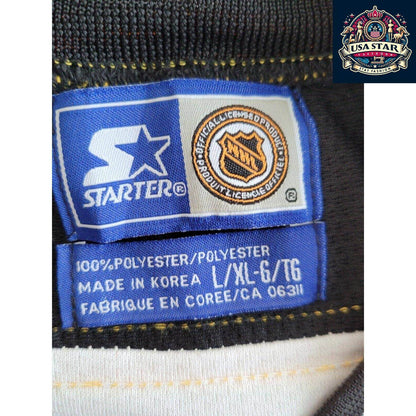 USA STAR
STARTER®
OFFICIAL LICENSED PRODUCT
NHL
PRODUIT LICENCIE OFFICIEL
®
100% POLYESTER/POLYESTER
MADE IN KOREA L/XL-G/TG
FABRIQUE EN COREE/CA 06311